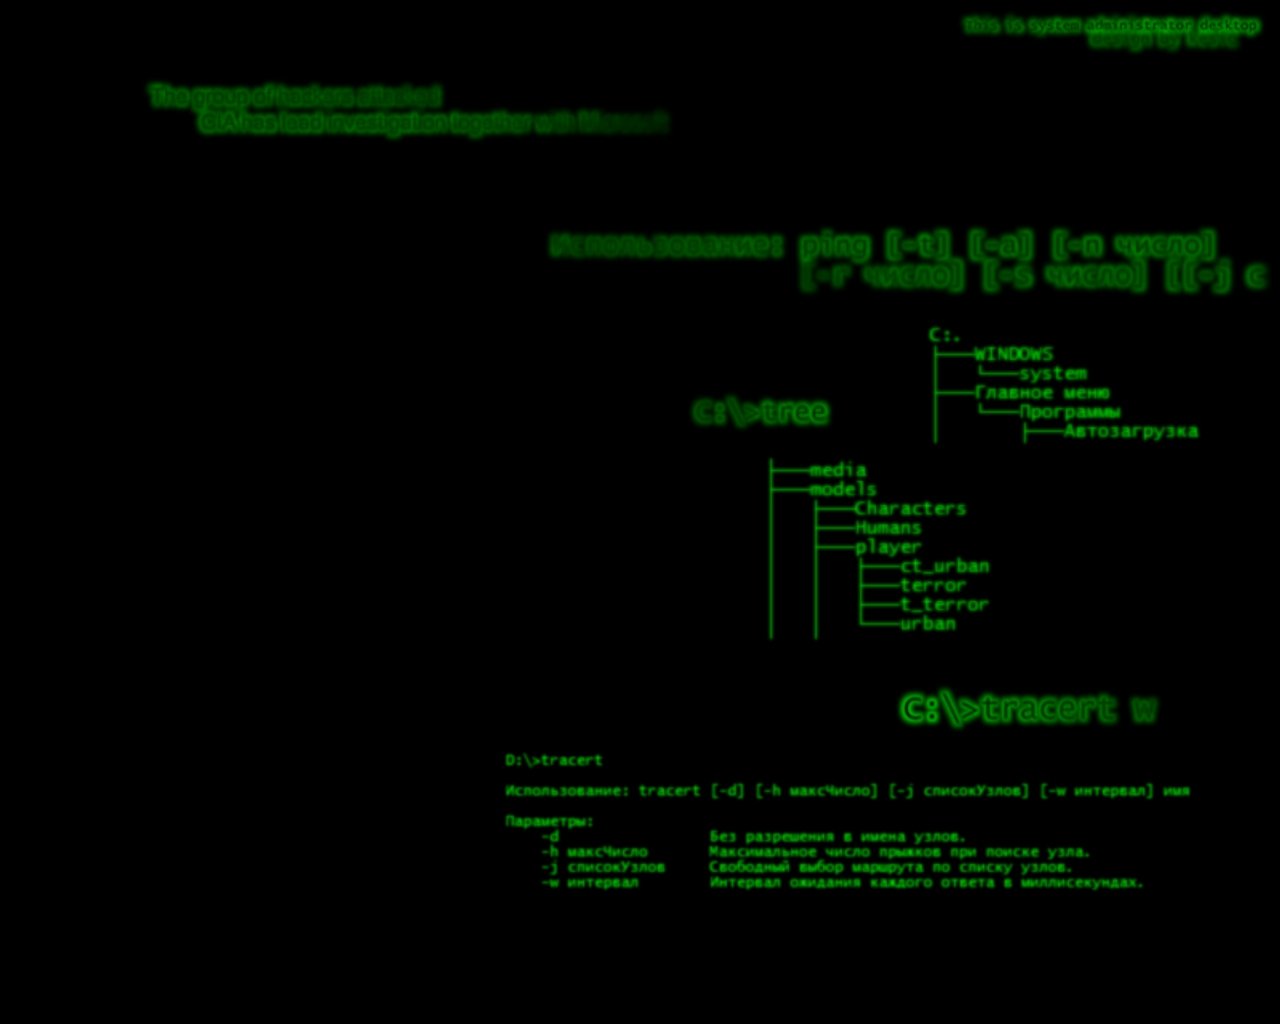 This is system administrator desktop
design by
The group of hackers attacked
CIA has lead investigation together with Microsoft
Использование: ping [-t] [-a] [-n число]
[-r число] [-s число] [[-j с
C:.
├───WINDOWS
│   └───system
├───Главное меню
│   └───Программы
│       ├───Автозагрузка
C:\>tree
├───media
├───models
│   ├───Characters
│   ├───Humans
│   ├───player
│   │   ├───ct_urban
│   │   ├───terror
│   │   ├───t_terror
│   │   └───urban
C:\>tracert w
D:\>tracert
Использование: tracert [-d] [-h максЧисло] [-j списокУзлов] [-w интервал] имя
Параметры:
-d Без разрешения в имена узлов.
-h максЧисло Максимальное число прыжков при поиске узла.
-j списокУзлов Свободный выбор маршрута по списку узлов.
-w интервал Интервал ожидания каждого ответа в миллисекундах.